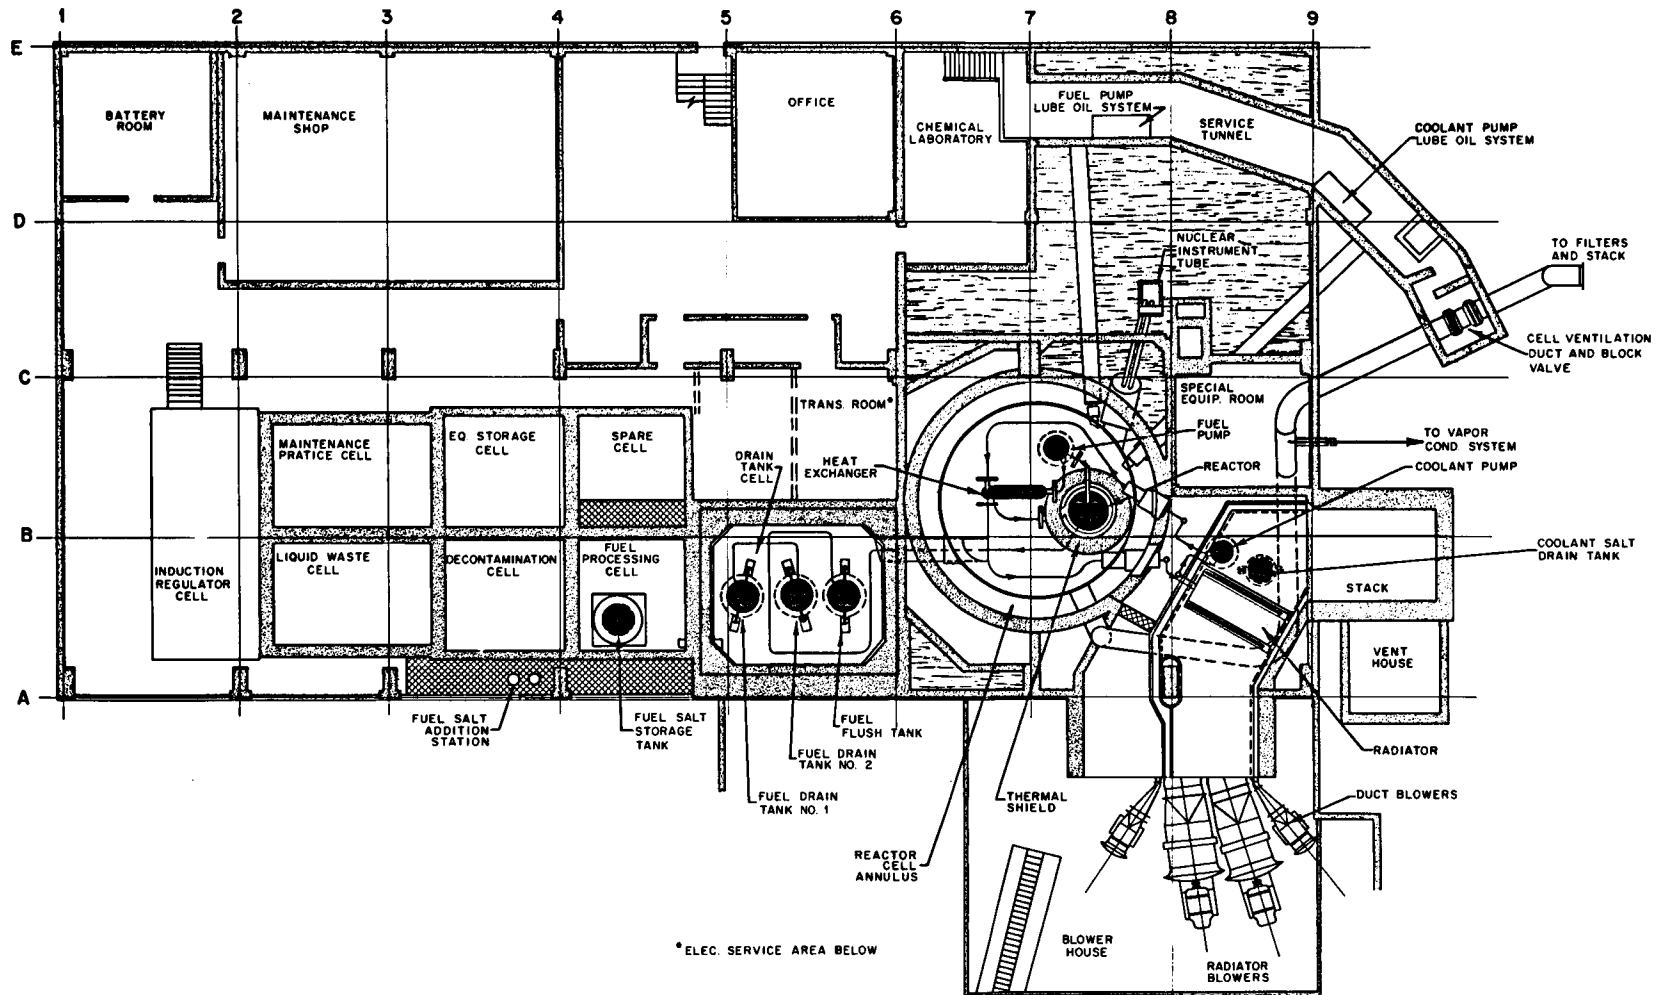 1 2 3 4 5 6 7 8 9
E
BATTERY
ROOM
MAINTENANCE
SHOP
OFFICE
CHEMICAL
LABORATORY
FUEL PUMP
LUBE OIL SYSTEM
SERVICE
TUNNEL
COOLANT PUMP
LUBE OIL SYSTEM
D
NUCLEAR
INSTRUMENT
TUBE
TO FILTERS
AND STACK
CELL VENTILATION
DUCT AND BLOCK
VALVE
C
SPECIAL
EQUIP. ROOM
TRANS. ROOM*
MAINTENANCE
PRATICE CELL
EQ. STORAGE
CELL
SPARE
CELL
DRAIN
TANK
CELL
HEAT
EXCHANGER
FUEL
PUMP
REACTOR
TO VAPOR
COND. SYSTEM
COOLANT PUMP
B
LIQUID WASTE
CELL
DECONTAMINATION
CELL
FUEL
PROCESSING
CELL
INDUCTION
REGULATOR
CELL
COOLANT SALT
DRAIN TANK
STACK
VENT
HOUSE
A
FUEL SALT
ADDITION
STATION
FUEL SALT
STORAGE
TANK
FUEL
FLUSH TANK
FUEL DRAIN
TANK NO. 2
FUEL DRAIN
TANK NO. 1
RADIATOR
THERMAL
SHIELD
DUCT BLOWERS
REACTOR
CELL
ANNULUS
BLOWER
HOUSE
RADIATOR
BLOWERS
*ELEC. SERVICE AREA BELOW